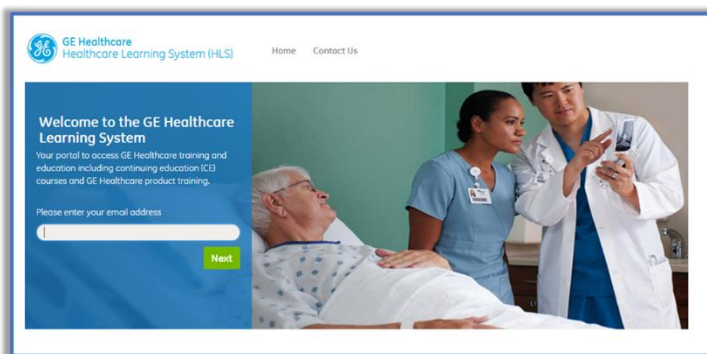 GE Healthcare
Healthcare Learning System (HLS)
Home Contact Us
Welcome to the GE Healthcare
Learning System
Your portal to access GE Healthcare training and
education including continuing education (CE)
courses and GE Healthcare product training.
Please enter your email address
Next